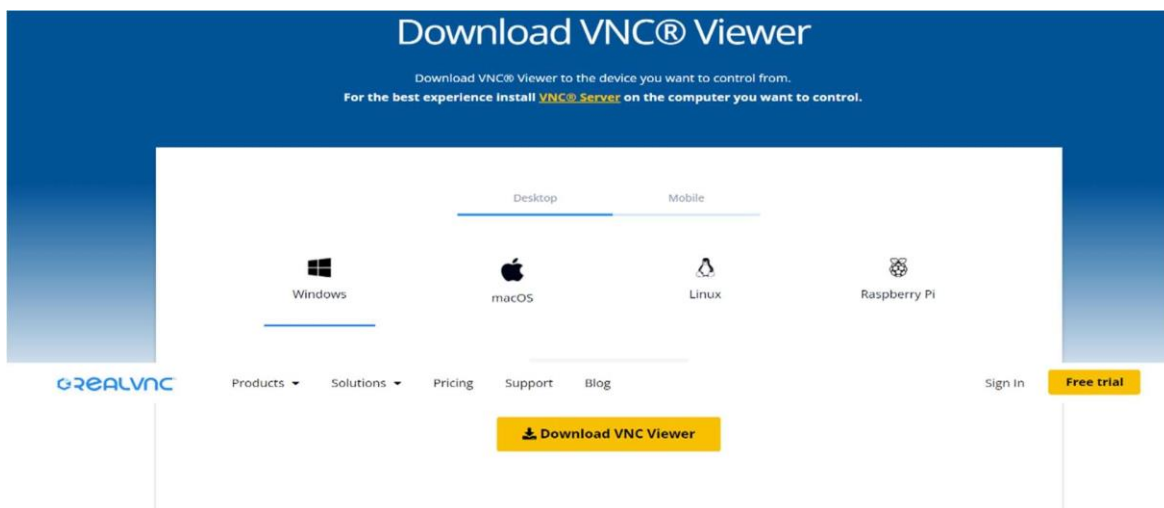 Download VNC® Viewer
Download VNC® Viewer to the device you want to control from.
For the best experience install VNC® Server on the computer you want to control.
Desktop Mobile
Windows macOS Linux Raspberry Pi
REALVNC Products Solutions Pricing Support Blog Sign In Free trial
Download VNC Viewer